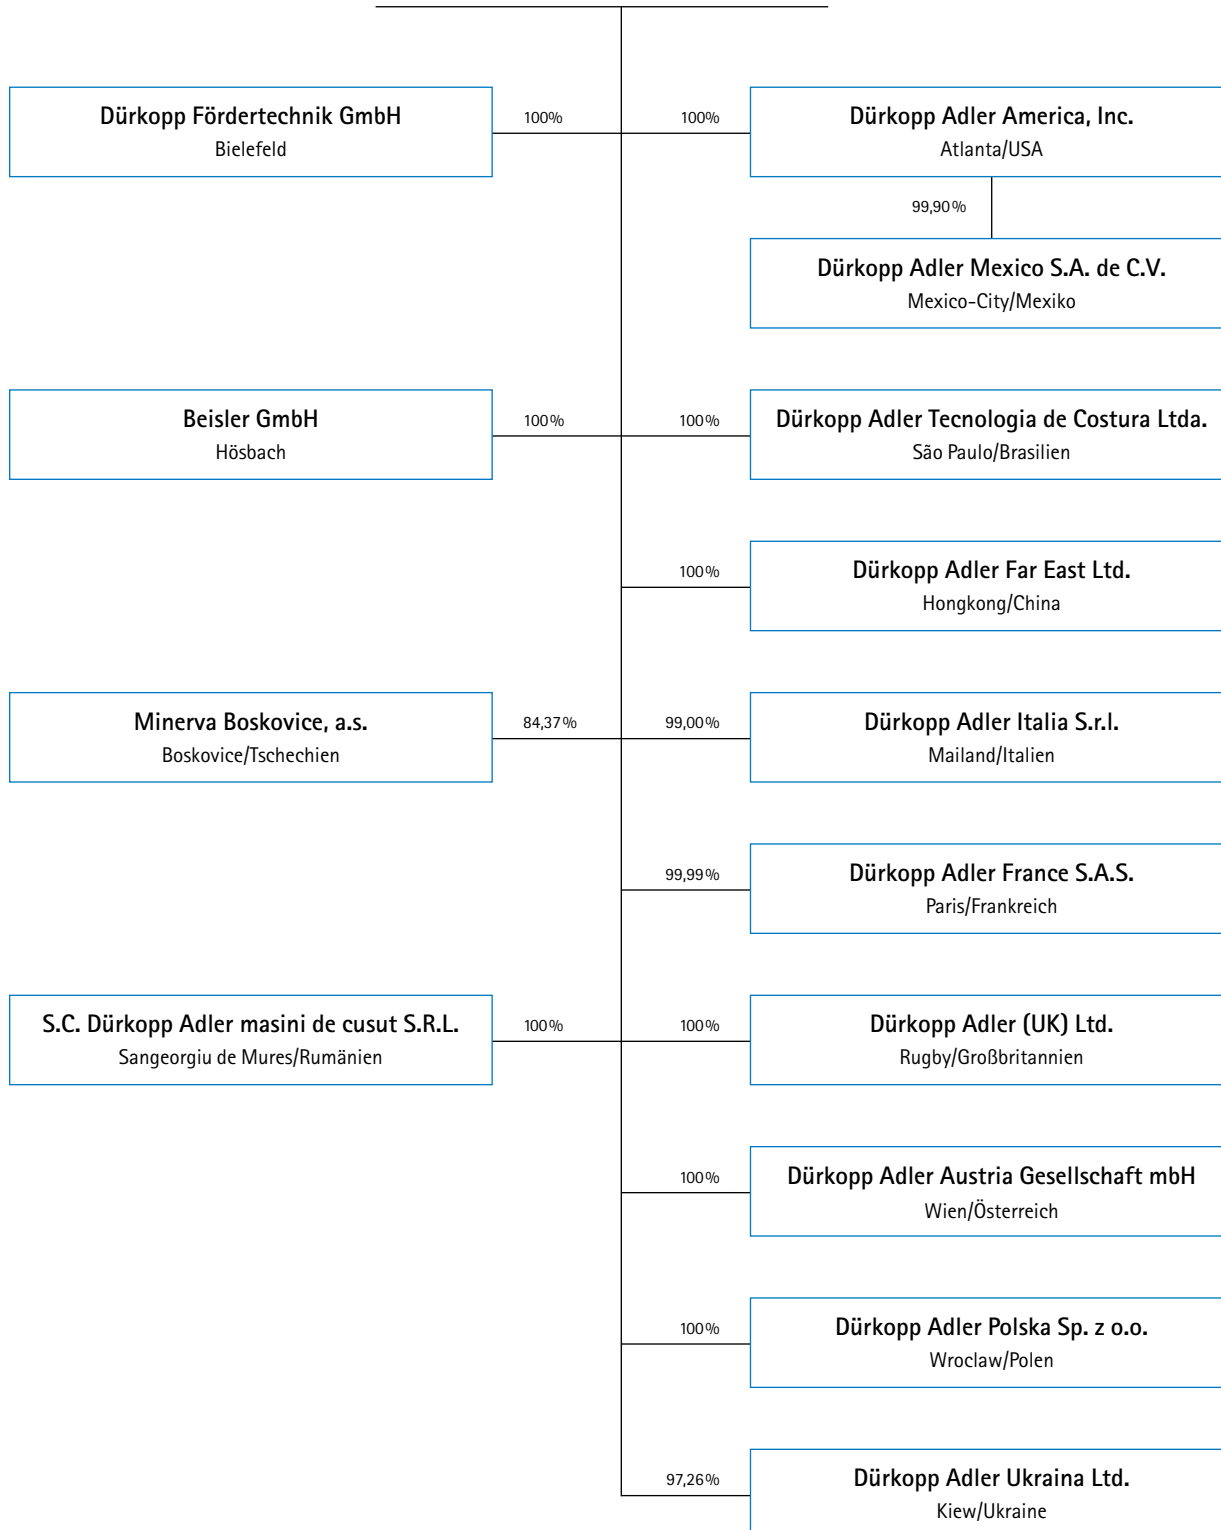 Dürkopp Fördertechnik GmbH
Bielefeld
100%
100%
Dürkopp Adler America, Inc.
Atlanta/USA
99,90%
Dürkopp Adler Mexico S.A. de C.V.
Mexico-City/Mexiko
Beisler GmbH
Hösbach
100%
100%
Dürkopp Adler Tecnologia de Costura Ltda.
São Paulo/Brasilien
100%
Dürkopp Adler Far East Ltd.
Hongkong/China
Minerva Boskovice, a.s.
Boskovice/Tschechien
84,37%
99,00%
Dürkopp Adler Italia S.r.l.
Mailand/Italien
99,99%
Dürkopp Adler France S.A.S.
Paris/Frankreich
S.C. Dürkopp Adler masini de cusut S.R.L.
Sangeorgiu de Mures/Rumänien
100%
100%
Dürkopp Adler (UK) Ltd.
Rugby/Großbritannien
100%
Dürkopp Adler Austria Gesellschaft mbH
Wien/Österreich
100%
Dürkopp Adler Polska Sp. z o.o.
Wroclaw/Polen
97,26%
Dürkopp Adler Ukraina Ltd.
Kiew/Ukraine